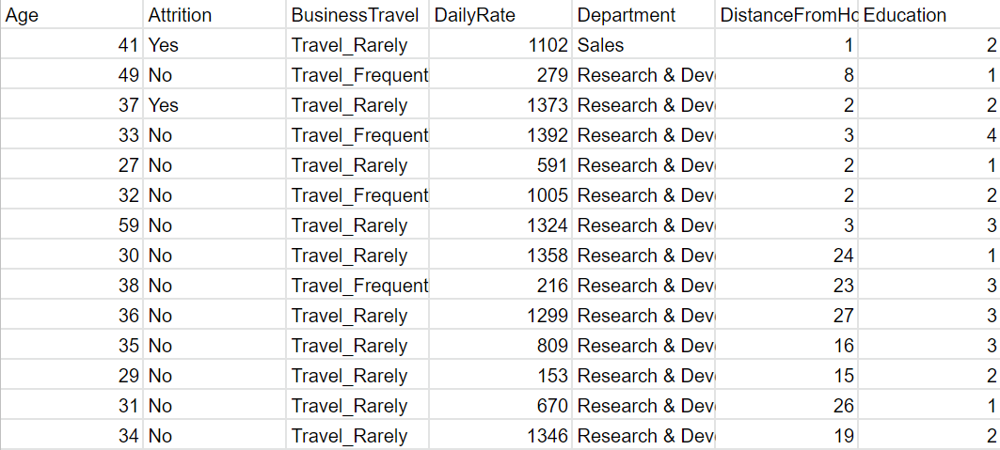 Age Attrition BusinessTravel DailyRate Department DistanceFromHo Education
41 Yes Travel_Rarely 1102 Sales 1 2
49 No Travel_Frequent 279 Research & Deve 8 1
37 Yes Travel_Rarely 1373 Research & Deve 2 2
33 No Travel_Frequent 1392 Research & Deve 3 4
27 No Travel_Rarely 591 Research & Deve 2 1
32 No Travel_Frequent 1005 Research & Deve 2 2
59 No Travel_Rarely 1324 Research & Deve 3 3
30 No Travel_Rarely 1358 Research & Deve 24 1
38 No Travel_Frequent 216 Research & Deve 23 3
36 No Travel_Rarely 1299 Research & Deve 27 3
35 No Travel_Rarely 809 Research & Deve 16 3
29 No Travel_Rarely 153 Research & Deve 15 2
31 No Travel_Rarely 670 Research & Deve 26 1
34 No Travel_Rarely 1346 Research & Deve 19 2